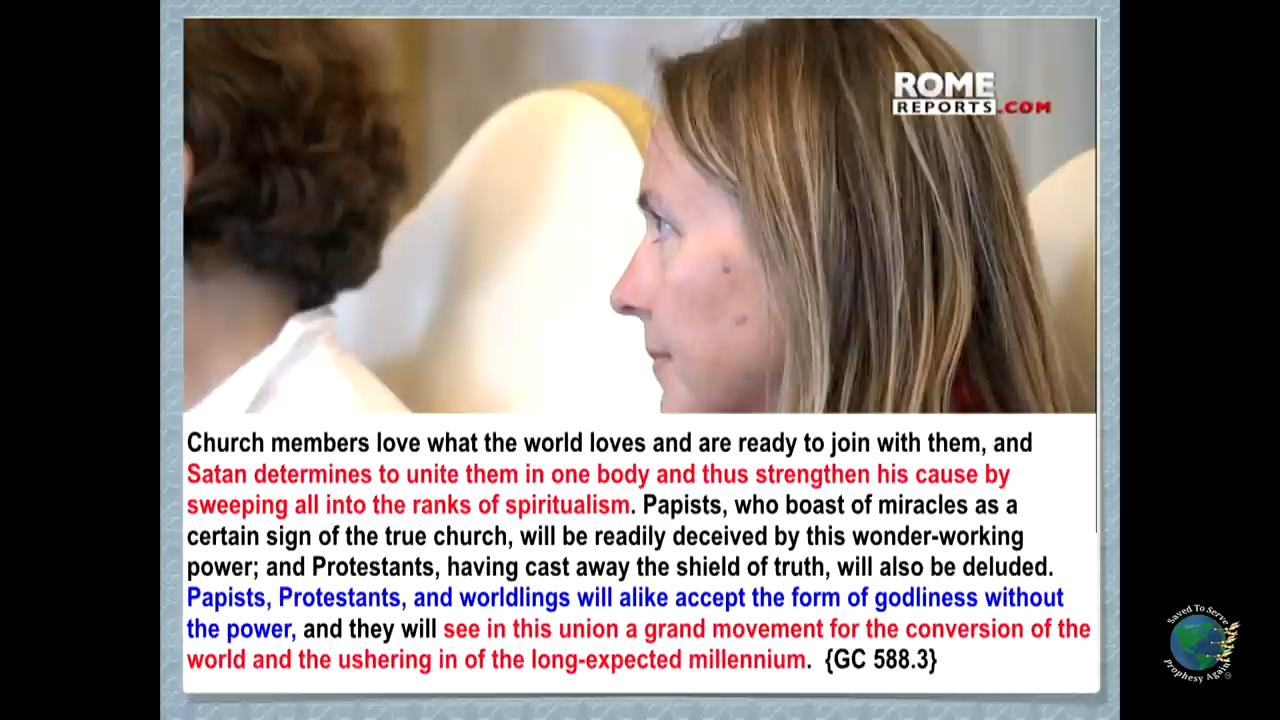 ROME
REPORTS.COM
Church members love what the world loves and are ready to join with them, and
Satan determines to unite them in one body and thus strengthen his cause by
sweeping all into the ranks of spiritualism. Papists, who boast of miracles as a
certain sign of the true church, will be readily deceived by this wonder-working
power; and Protestants, having cast away the shield of truth, will also be deluded.
Papists, Protestants, and worldlings will alike accept the form of godliness without
the power, and they will see in this union a grand movement for the conversion of the
world and the ushering in of the long-expected millennium. {GC 588.3}
Saved To Serve
Prophesy Again